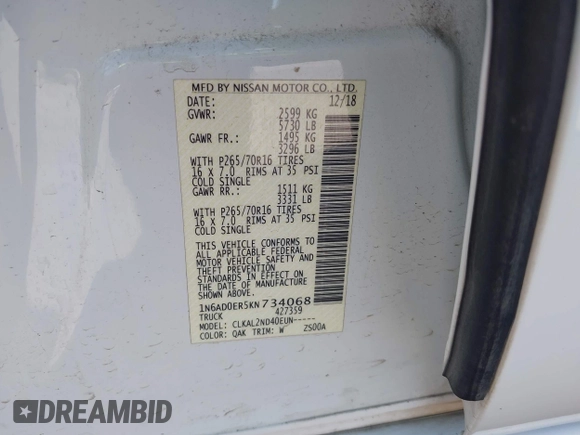 MFD BY NISSAN MOTOR CO., LTD.
DATE: 12/18
GVWR: 2599 KG
5730 LB
GAWR FR.: 1495 KG
3296 LB
WITH P265/70R16 TIRES
16 X 7.0 RIMS AT 35 PSI
COLD SINGLE
GAWR RR.: 1511 KG
3331 LB
WITH P265/70R16 TIRES
16 X 7.0 RIMS AT 35 PSI
COLD SINGLE
THIS VEHICLE CONFORMS TO
ALL APPLICABLE FEDERAL
MOTOR VEHICLE SAFETY AND
THEFT PREVENTION
STANDARDS IN EFFECT ON
THE DATE OF MANUFACTURE
SHOWN ABOVE.
1N6AD0ER5KN734068
TRUCK 427359
MODEL: CLKAL2ND40EUN-----
COLOR: QAK TRIM: W ZS00A
DREAMBID